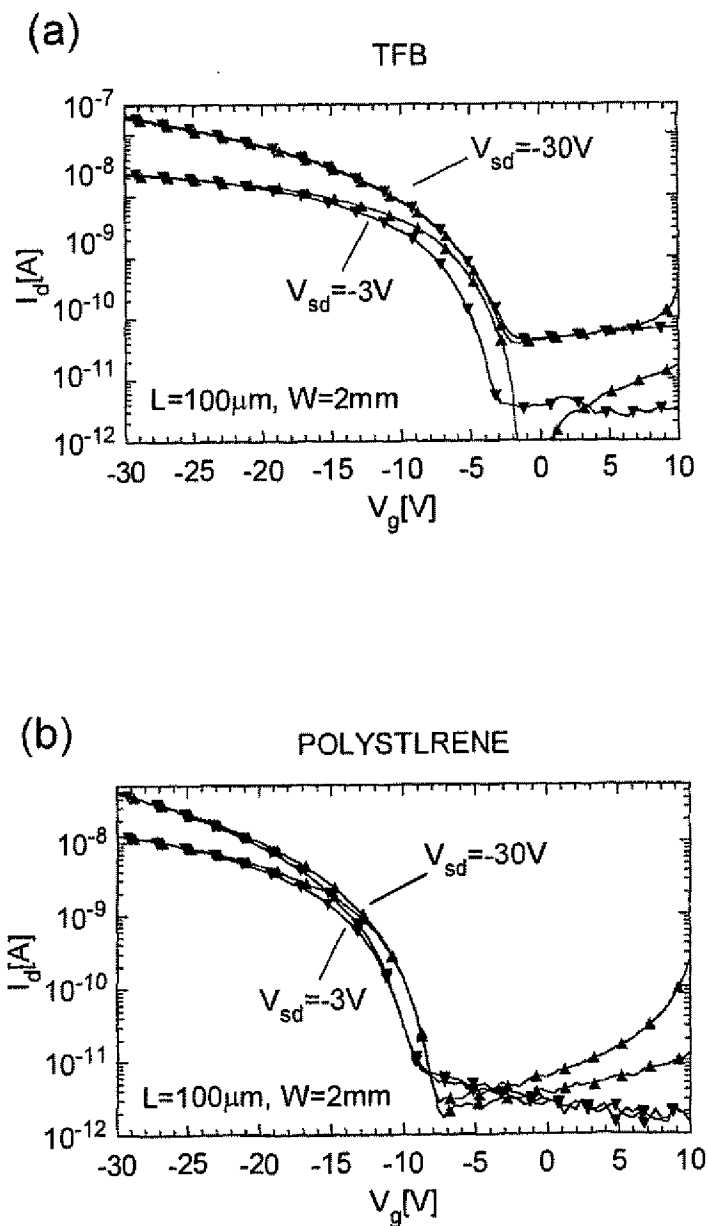 (a)
TFB
10^-7
10^-8
10^-9
10^-10
10^-11
10^-12
I_d[A]
V_sd=-30V
V_sd=-3V
L=100μm, W=2mm
-30 -25 -20 -15 -10 -5 0 5 10
V_g[V]
(b)
POLYSTLRENE
10^-8
10^-9
10^-10
10^-11
10^-12
I_d[A]
V_sd=-30V
V_sd=-3V
L=100μm, W=2mm
-30 -25 -20 -15 -10 -5 0 5 10
V_g[V]